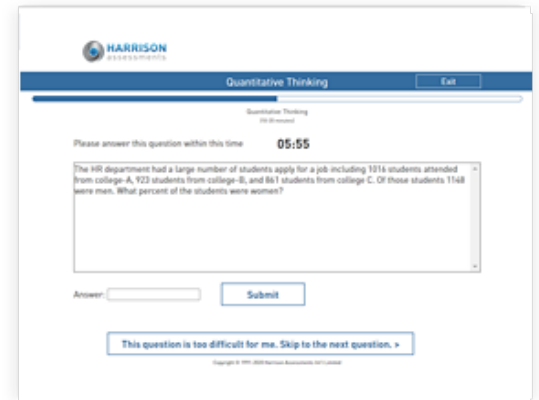 HARRISON
assessments
Quantitative Thinking
Exit
Quantitative Thinking
Please answer this question within this time
05:55
The HR department had a large number of students apply for a job including 1016 students attended
from college-A, 923 students from college-B, and 861 students from college C. Of those students 1148
were men. What percent of the students were women?
Answer:
Submit
This question is too difficult for me. Skip to the next question. >